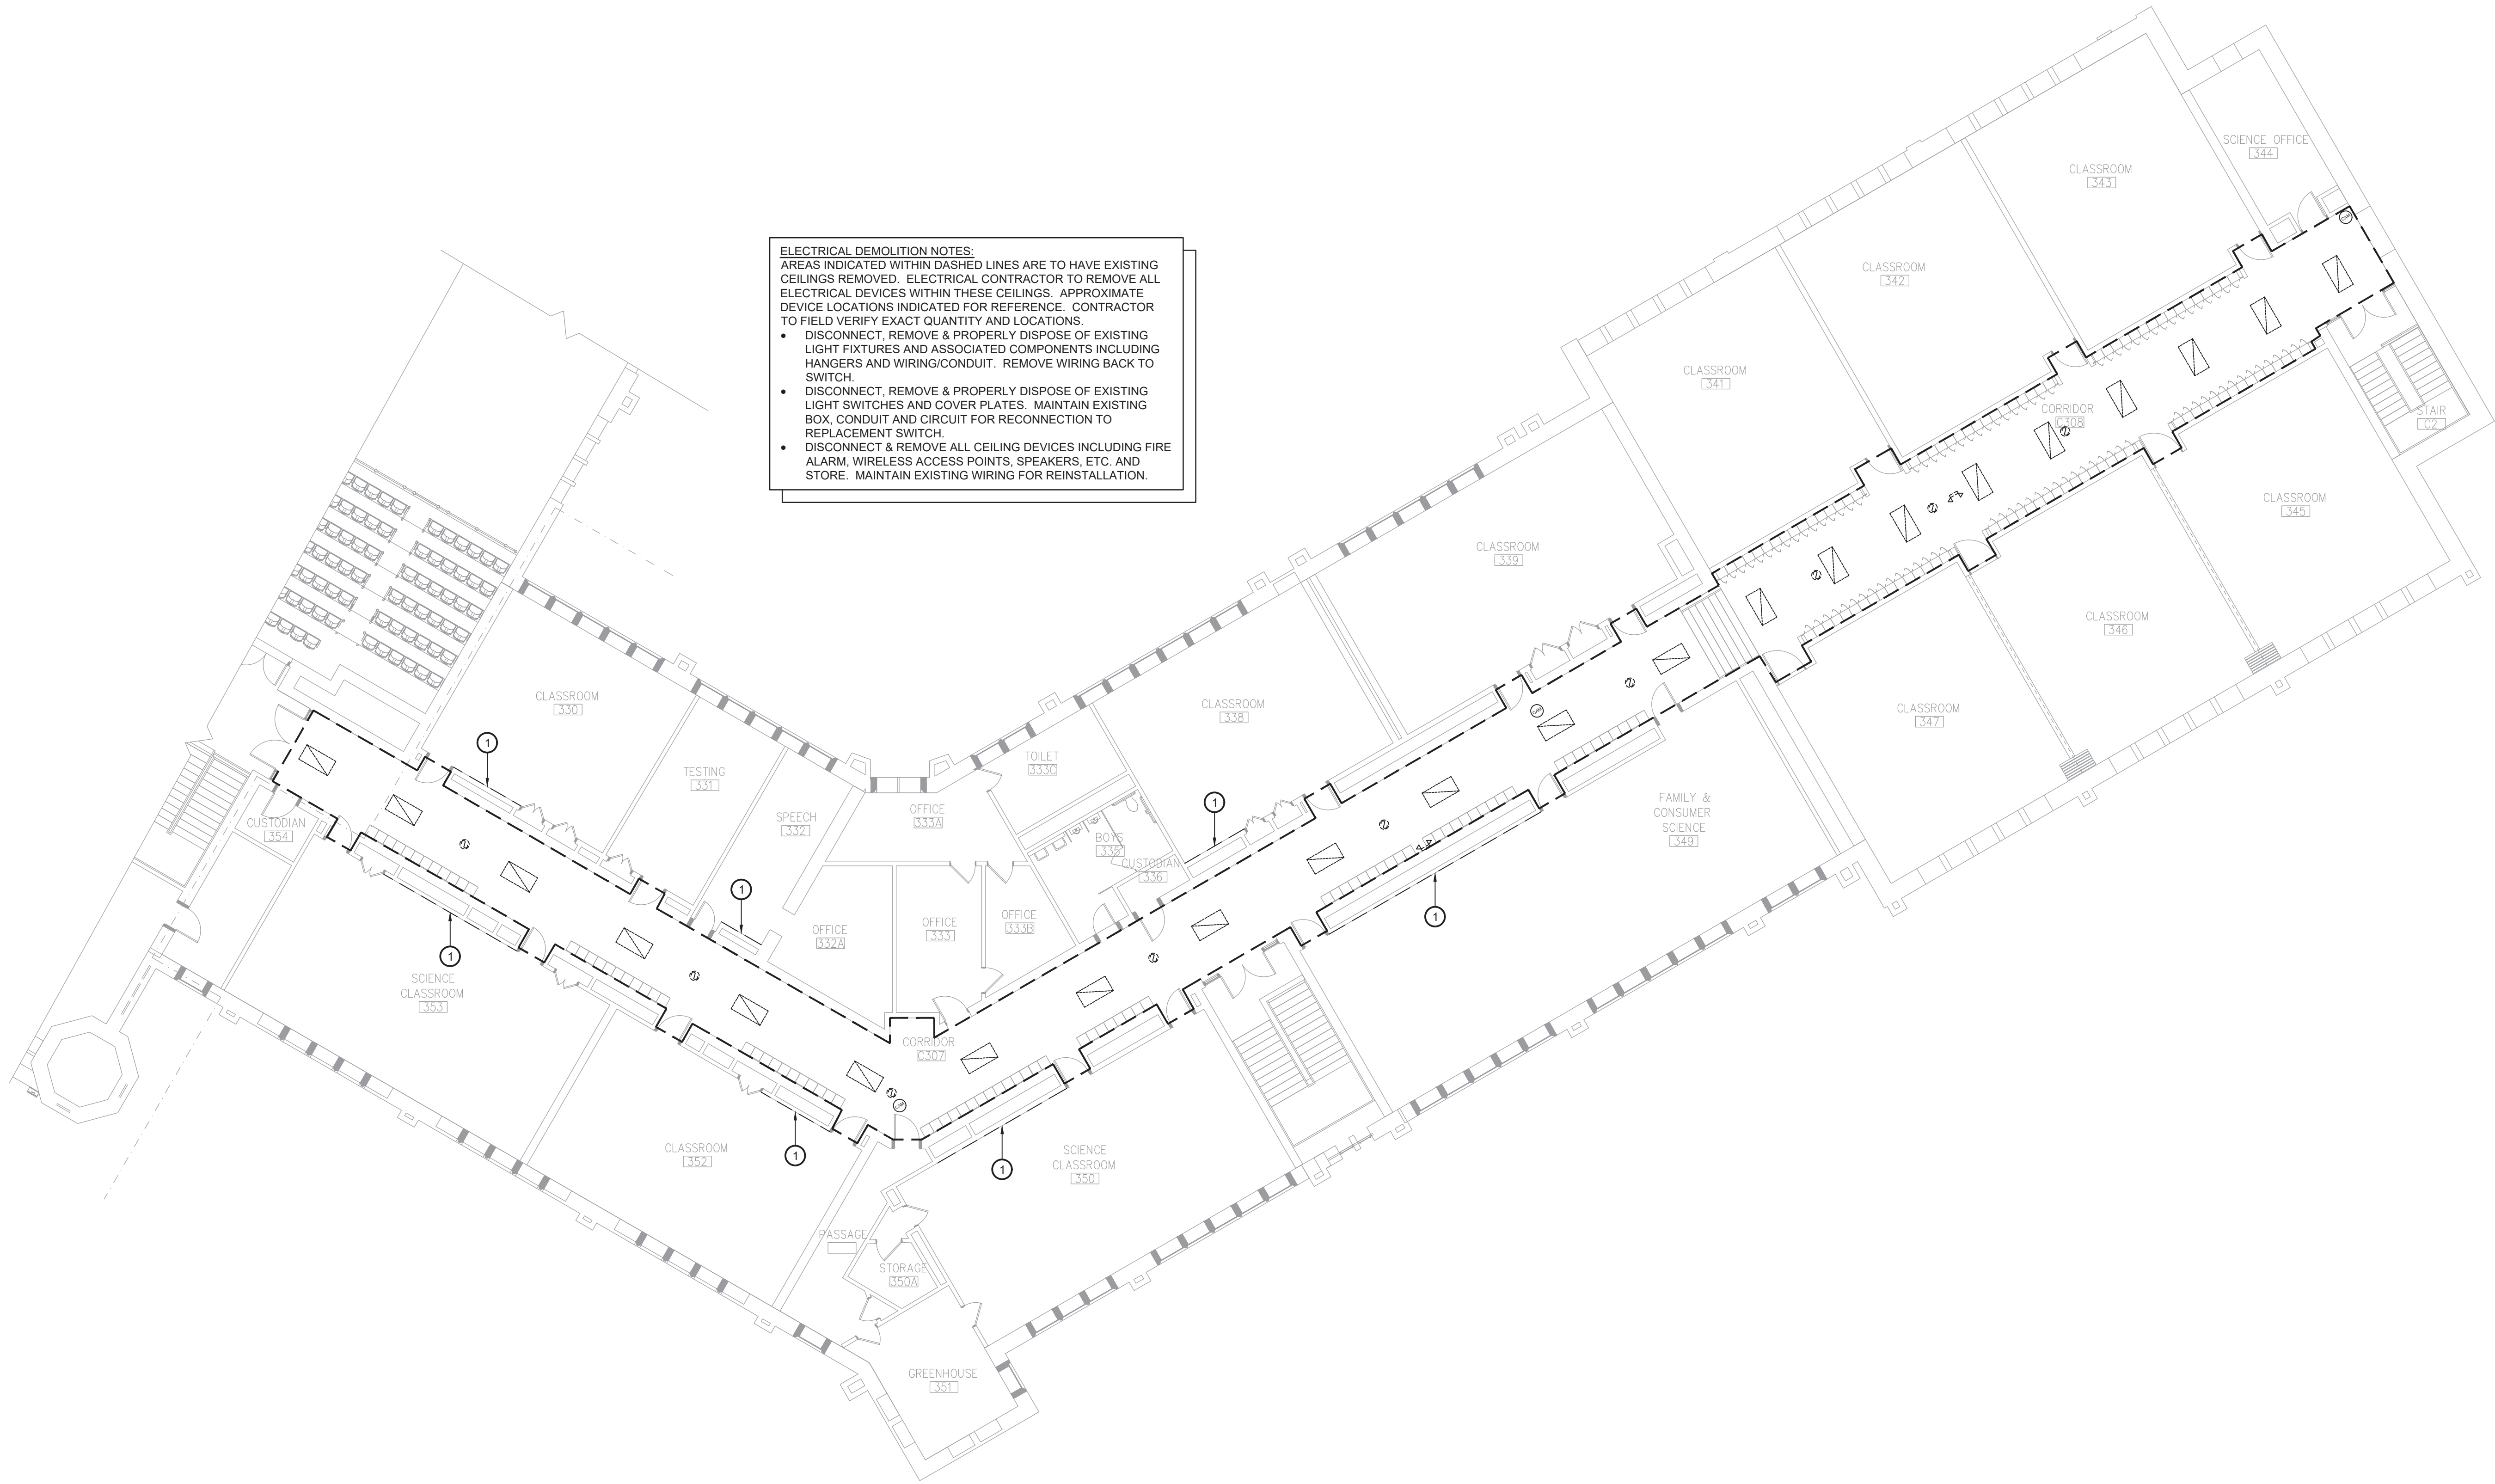 ELECTRICAL DEMOLITION NOTES:
AREAS INDICATED WITHIN DASHED LINES ARE TO HAVE EXISTING
CEILINGS REMOVED. ELECTRICAL CONTRACTOR TO REMOVE ALL
ELECTRICAL DEVICES WITHIN THESE CEILINGS. APPROXIMATE
DEVICE LOCATIONS INDICATED FOR REFERENCE. CONTRACTOR
TO FIELD VERIFY EXACT QUANTITY AND LOCATIONS.
• DISCONNECT, REMOVE & PROPERLY DISPOSE OF EXISTING
LIGHT FIXTURES AND ASSOCIATED COMPONENTS INCLUDING
HANGERS AND WIRING/CONDUIT. REMOVE WIRING BACK TO
SWITCH.
• DISCONNECT, REMOVE & PROPERLY DISPOSE OF EXISTING
LIGHT SWITCHES AND COVER PLATES. MAINTAIN EXISTING
BOX, CONDUIT AND CIRCUIT FOR RECONNECTION TO
REPLACEMENT SWITCH.
• DISCONNECT & REMOVE ALL CEILING DEVICES INCLUDING FIRE
ALARM, WIRELESS ACCESS POINTS, SPEAKERS, ETC. AND
STORE. MAINTAIN EXISTING WIRING FOR REINSTALLATION.
SCIENCE OFFICE
344
CLASSROOM
343
CAM
CLASSROOM
342
CLASSROOM
341
CORRIDOR
C308
STAIR
C2
CLASSROOM
345
CLASSROOM
339
CLASSROOM
346
CLASSROOM
338
CLASSROOM
347
CAM
CLASSROOM
330
1
TESTING
331
TOILET
333C
SPEECH
332
OFFICE
333A
1
FAMILY &
CONSUMER
SCIENCE
349
CUSTODIAN
354
BOYS
335
CUSTODIAN
336
1
OFFICE
332A
OFFICE
333
OFFICE
333B
1
1
SCIENCE
CLASSROOM
353
CORRIDOR
C307
CAM
CLASSROOM
352
1
1
SCIENCE
CLASSROOM
350
PASSAGE
STORAGE
350A
GREENHOUSE
351